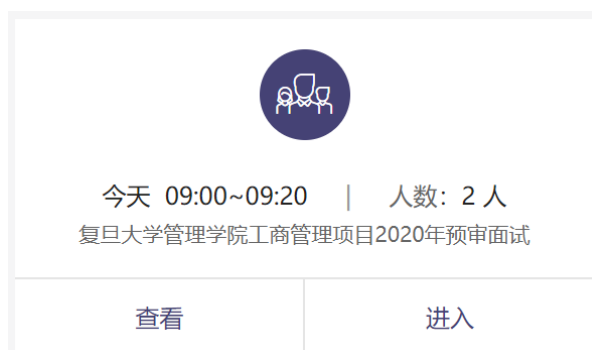 今天 09:00~09:20 | 人数：2 人
复旦大学管理学院工商管理项目2020年预审面试
查看 进入